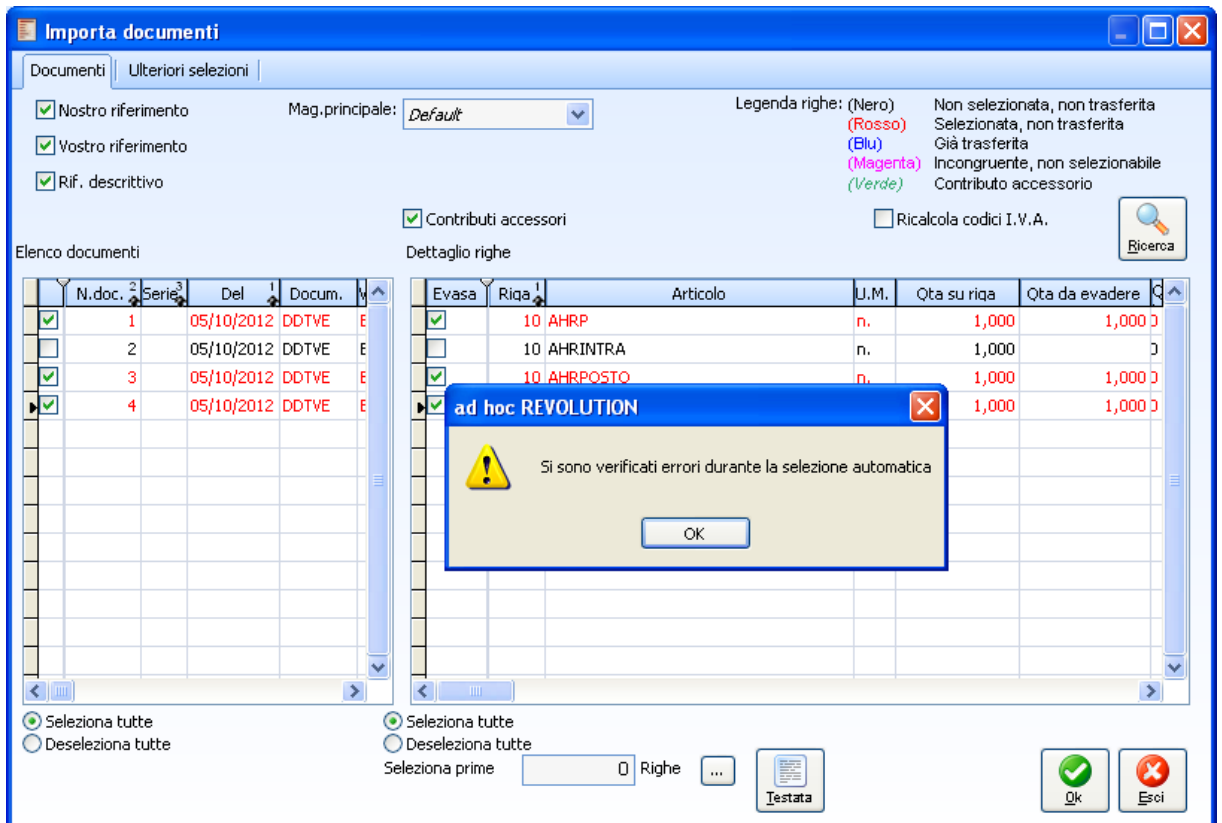 Importa documenti
Documenti Ulteriori selezioni
Nostro riferimento Mag.principale: Default Legenda righe: (Nero) Non selezionata, non trasferita
(Rosso) Selezionata, non trasferita
Vostro riferimento (Blu) Già trasferita
(Magenta) Incongruente, non selezionabile
Rif. descrittivo (Verde) Contributo accessorio
Contributi accessori Ricalcola codici I.V.A. Ricerca
Elenco documenti Dettaglio righe
N.doc. 2 Serie 3 Del 1 Docum. Evasa Riga 1 Articolo U.M. Qta su riga Qta da evadere
1 05/10/2012 DDTVE 10 AHRP n. 1,000 1,000
2 05/10/2012 DDTVE 10 AHRINTRA n. 1,000
3 05/10/2012 DDTVE 10 AHRPOSTO n. 1,000 1,000
4 05/10/2012 DDTVE 1,000 1,000
ad hoc REVOLUTION
Si sono verificati errori durante la selezione automatica
OK
Seleziona tutte Seleziona tutte
Deseleziona tutte Deseleziona tutte
Seleziona prime 0 Righe ...
Testata Ok Esci